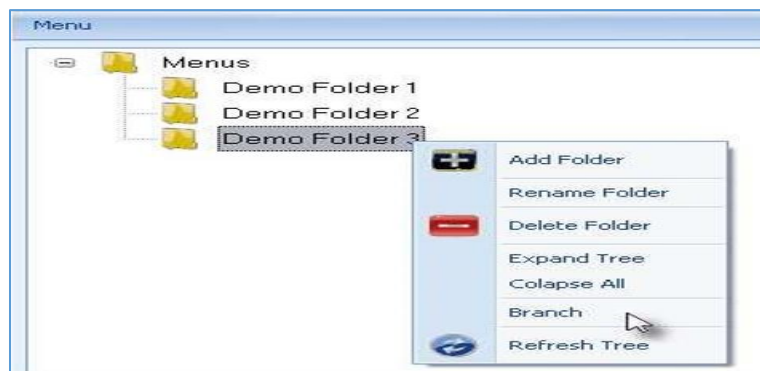 Menu
Menus
Demo Folder 1
Demo Folder 2
Demo Folder 3
Add Folder
Rename Folder
Delete Folder
Expand Tree
Colapse All
Branch
Refresh Tree